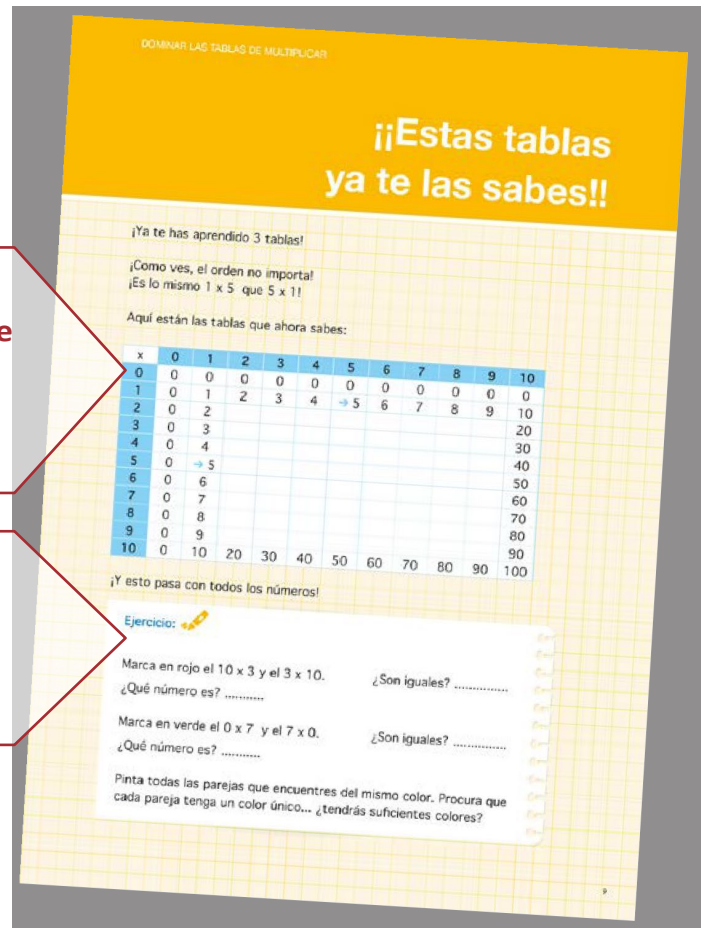 DOMINAR LAS TABLAS DE MULTIPLICAR
¡¡Estas tablas
ya te las sabes!!
¡Ya te has aprendido 3 tablas!
¡Como ves, el orden no importa!
¡Es lo mismo 1 x 5 que 5 x 1!
Aquí están las tablas que ahora sabes:
x 0 1 2 3 4 5 6 7 8 9 10
0 0 0 0 0 0 0 0 0 0 0 0
1 0 1 2 3 4 → 5 6 7 8 9 10
2 0 2 20
3 0 3 30
4 0 4 40
5 0 → 5 50
6 0 6 60
7 0 7 70
8 0 8 80
9 0 9 90
10 0 10 20 30 40 50 60 70 80 90 100
¡Y esto pasa con todos los números!
Ejercicio:
Marca en rojo el 10 x 3 y el 3 x 10. ¿Son iguales? ...............
¿Qué número es? ...........
Marca en verde el 0 x 7 y el 7 x 0. ¿Son iguales? ...............
¿Qué número es? ...........
Pinta todas las parejas que encuentres del mismo color. Procura que
cada pareja tenga un color único... ¿tendrás suficientes colores?
9
e